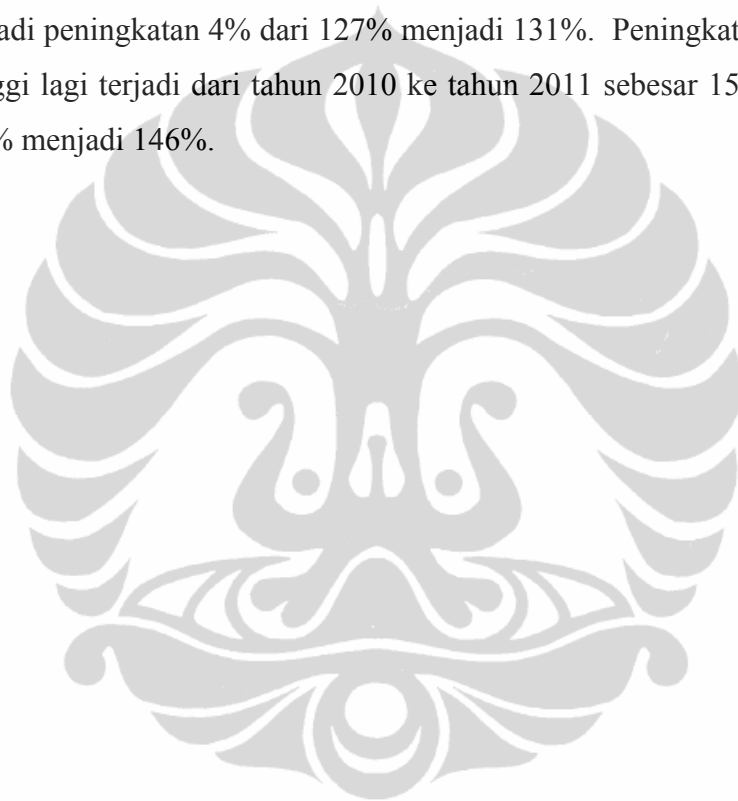 adi peningkatan 4% dari 127% menjadi 131%. Peningkat
ggi lagi terjadi dari tahun 2010 ke tahun 2011 sebesar 15
% menjadi 146%.